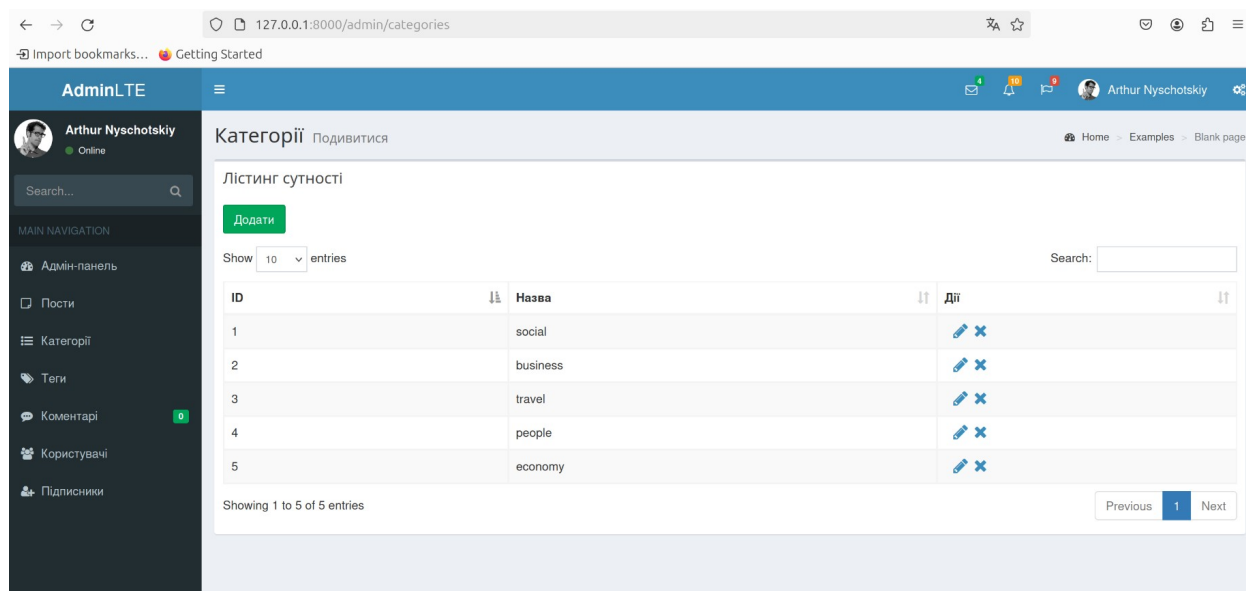 127.0.0.1:8000/admin/categories
Import bookmarks... Getting Started
AdminLTE
4 10 9 Arthur Nyschotskiy
Arthur Nyschotskiy
Online
Категорії Подивитися
Home > Examples > Blank page
Search...
MAIN NAVIGATION
Адмін-панель
Пости
Категорії
Теги
Коментарі 0
Користувачі
Підписники
Лістинг сутності
Додати
Show 10 entries
Search:
ID Назва Дії
1 social
2 business
3 travel
4 people
5 economy
Showing 1 to 5 of 5 entries
Previous 1 Next